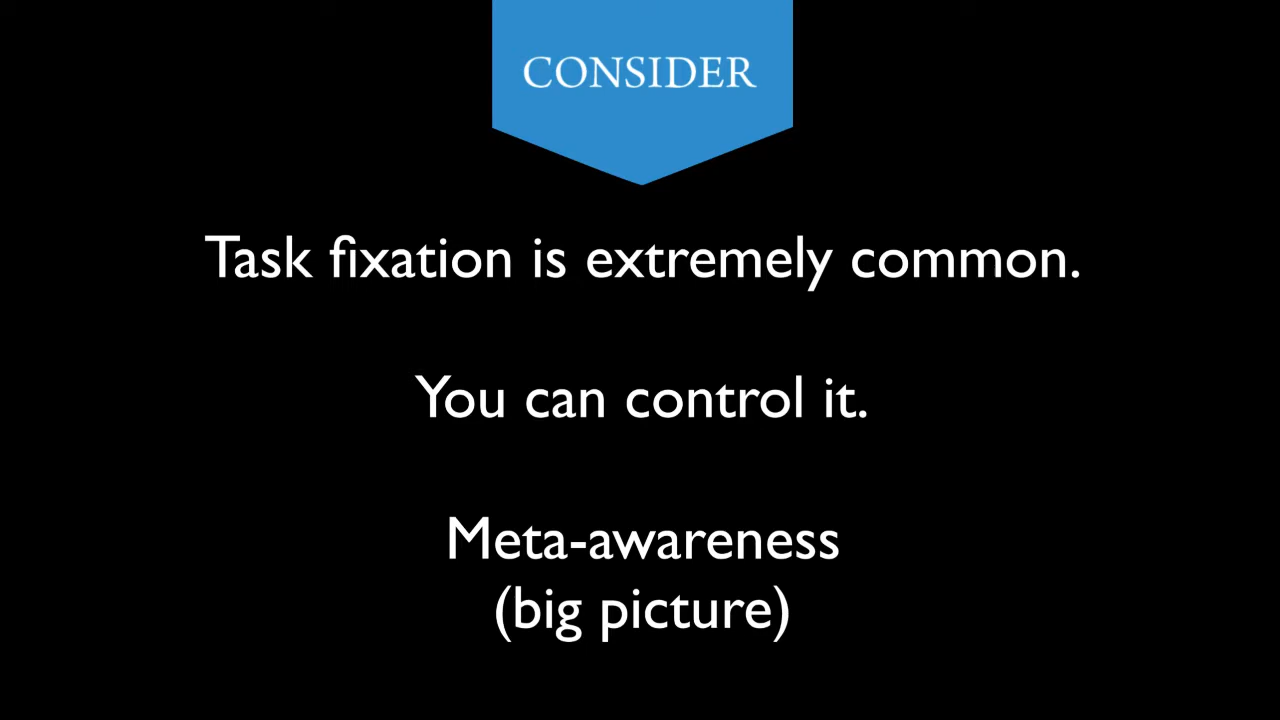 CONSIDER
Task fixation is extremely common.
You can control it.
Meta-awareness
(big picture)